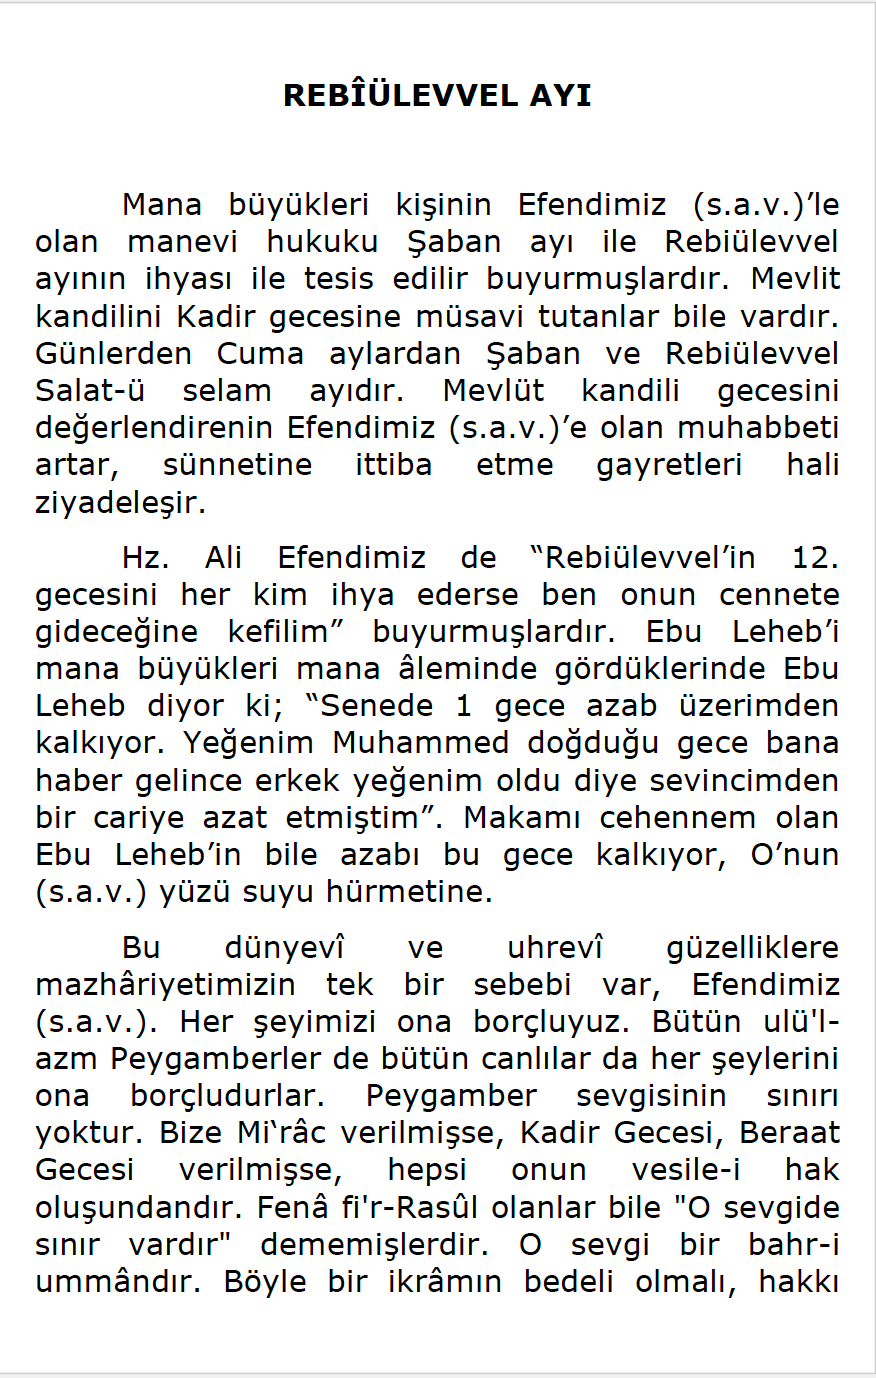 REBÎÜLEVVEL AYI
Mana büyükleri kişinin Efendimiz (s.a.v.)’le
olan manevi hukuku Şaban ayı ile Rebiülevvel
ayının ihyası ile tesis edilir buyurmuşlardır. Mevlit
kandilini Kadir gecesine müsavi tutanlar bile vardır.
Günlerden Cuma aylardan Şaban ve Rebiülevvel
Salat-ü selam ayıdır. Mevlüt kandili gecesini
değerlendirenin Efendimiz (s.a.v.)’e olan muhabbeti
artar, sünnetine ittiba etme gayretleri hali
ziyadeleşir.
Hz. Ali Efendimiz de “Rebiülevvel’in 12.
gecesini her kim ihya ederse ben onun cennete
gideceğine kefilim” buyurmuşlardır. Ebu Leheb’i
mana büyükleri mana âleminde gördüklerinde Ebu
Leheb diyor ki; “Senede 1 gece azab üzerimden
kalkıyor. Yeğenim Muhammed doğduğu gece bana
haber gelince erkek yeğenim oldu diye sevincimden
bir cariye azat etmiştim”. Makamı cehennem olan
Ebu Leheb’in bile azabı bu gece kalkıyor, O’nun
(s.a.v.) yüzü suyu hürmetine.
Bu dünyevî ve uhrevî güzelliklere
mazhâriyetimizin tek bir sebebi var, Efendimiz
(s.a.v.). Her şeyimizi ona borçluyuz. Bütün ulü'l-
azm Peygamberler de bütün canlılar da her şeylerini
ona borçludurlar. Peygamber sevgisinin sınırı
yoktur. Bize Mi‘râc verilmişse, Kadir Gecesi, Beraat
Gecesi verilmişse, hepsi onun vesile-i hak
oluşundandır. Fenâ fi'r-Rasûl olanlar bile "O sevgide
sınır vardır" dememişlerdir. O sevgi bir bahr-i
ummândır. Böyle bir ikrâmın bedeli olmalı, hakkı